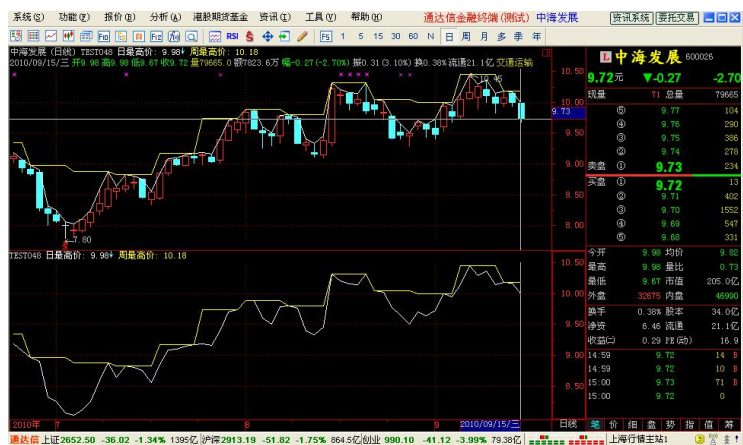 系统(S) 功能(F) 报价(B) 分析(A) 港股期货基金 资讯(I) 工具(V) 帮助(H) 通达信金融终端(测试) 中海发展 资讯系统 委托交易
F10 F12 RSI $ F5 1 5 15 30 60 N 日 周 月 多 季 年
中海发展(日线) TEST048 日最高价: 9.98 周最高价: 10.18
2010/09/15/三 开9.98 高9.98 低9.67 收9.72 量79665.0 额7823.6万 幅-0.27(-2.70%) 振0.31(3.10%) 换0.38% 流通21.1亿 交通运输
10.45
10.50
10.00
9.73
9.50
9.00
8.50
8.00
7.80
TEST048 日最高价: 9.98 周最高价: 10.18
10.50
10.00
9.50
9.00
8.50
2010年 7 8 9 2010/09/15/三 日线
L 中海发展 600026
9.72元 ▼-0.27 -2.70
现量 71 总量 79665
⑤ 9.77 104
④ 9.76 290
③ 9.75 386
② 9.74 278
卖盘 ① 9.73 234
买盘 ① 9.72 13
② 9.71 402
③ 9.70 1552
④ 9.69 547
⑤ 9.68 331
今开 9.98 均价 9.82
最高 9.98 量比 0.73
最低 9.67 市值 205.0亿
外盘 32675 内盘 46990
换手 0.38% 股本 34.0亿
净资 6.46 流通 21.1亿
收益㈡ 0.29 PE(动) 16.9
14:59 9.72 14 B
14:59 9.72 10 B
15:00 9.73 71 B
15:00 9.72 0
笔 价 细 盘 势 指 值 筹
通达信 上证2652.50 -36.02 -1.34% 1395亿 沪深2913.19 -51.82 -1.75% 864.5亿 创业 990.10 -41.12 -3.99% 79.38亿 上海行情主站1